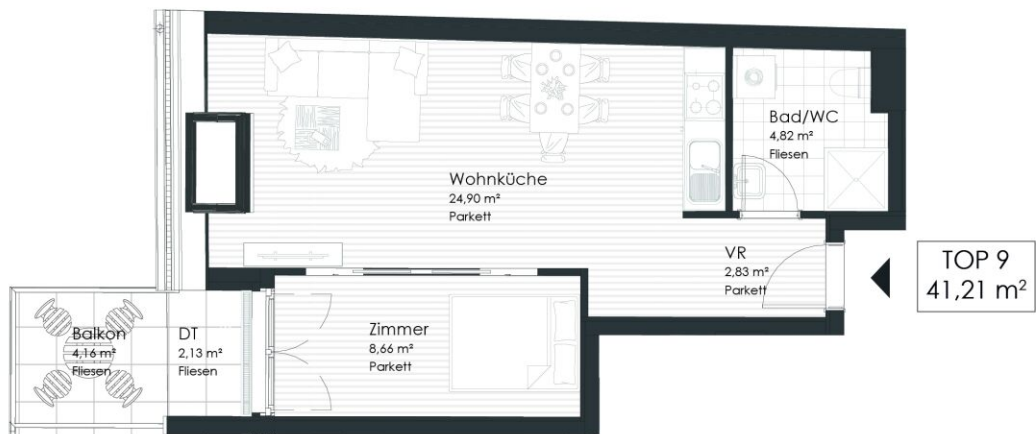 Bad/WC
4,82 m²
Fliesen
Wohnküche
24,90 m²
Parkett
VR
2,83 m²
Parkett
TOP 9
41,21 m²
Balkon
4,16 m²
Fliesen
DT
2,13 m²
Fliesen
Zimmer
8,66 m²
Parkett